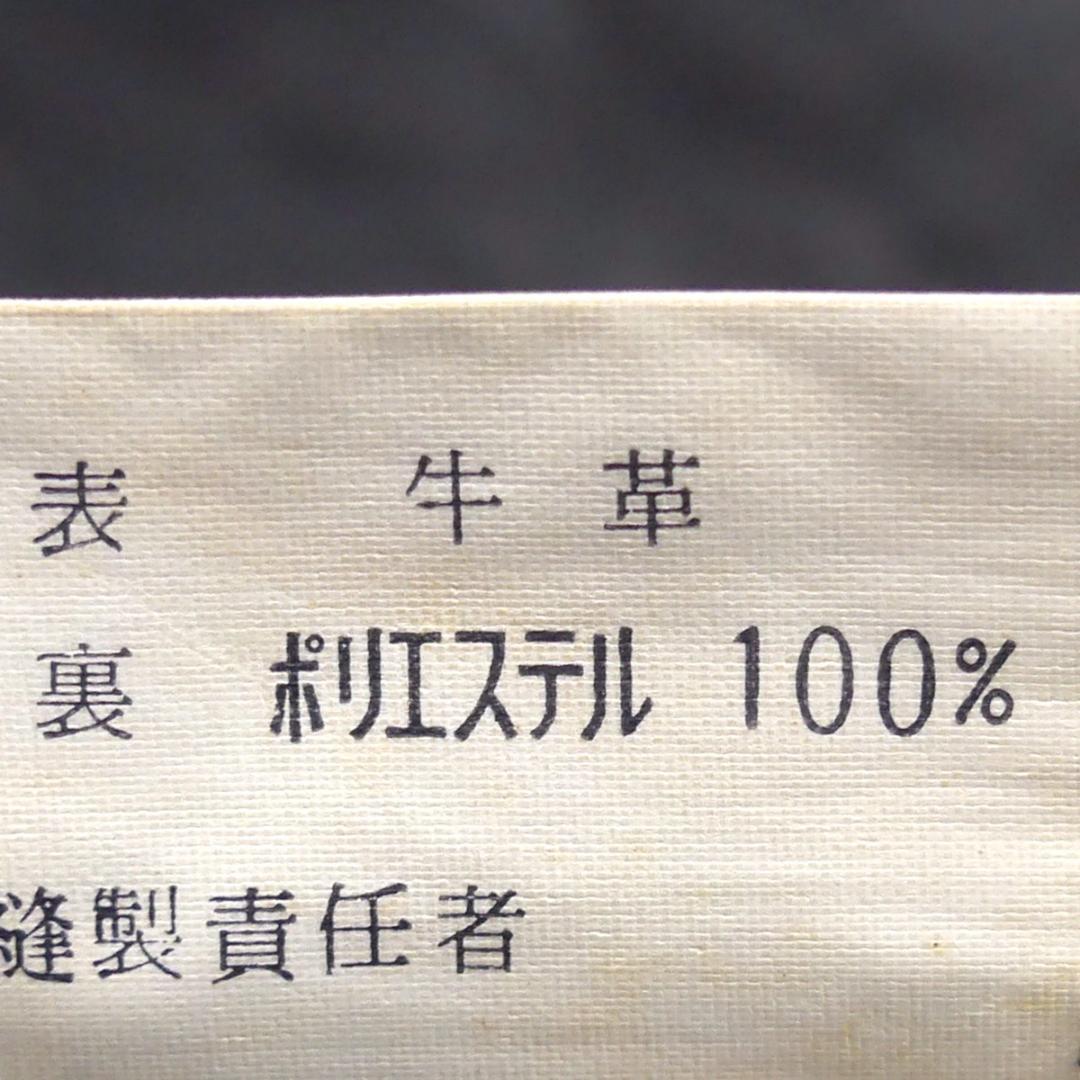 表 牛革
裏 ポリエステル 100%
縫製責任者